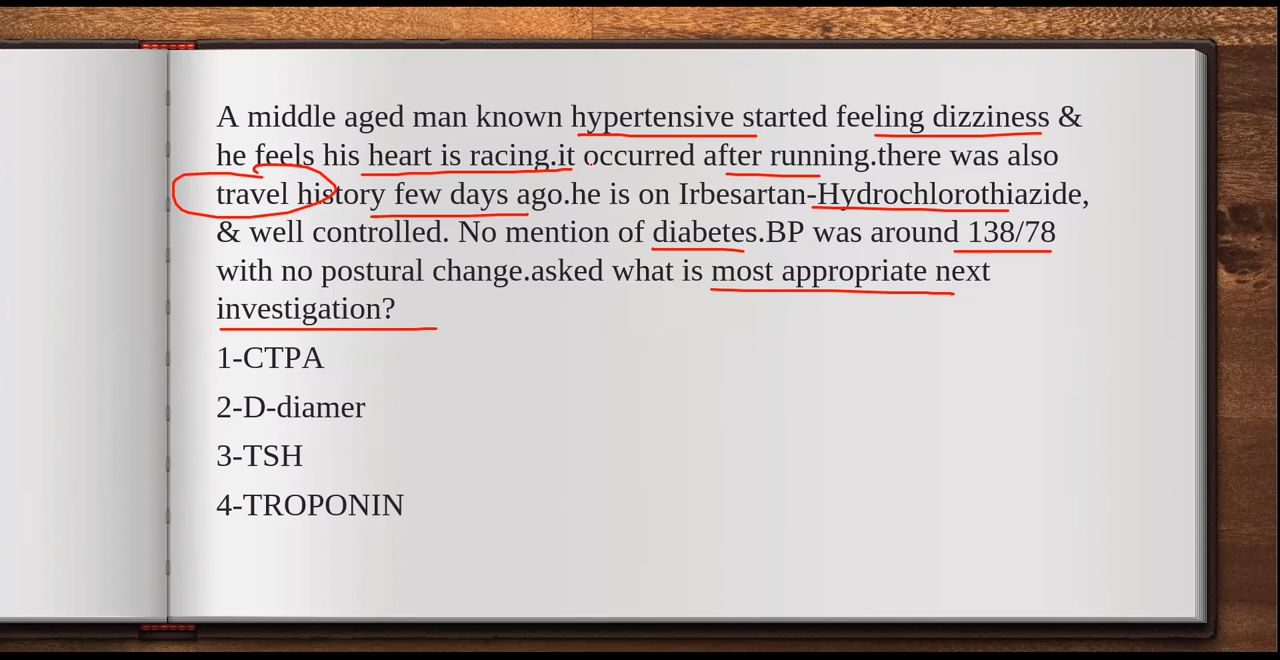 A middle aged man known hypertensive started feeling dizziness &
he feels his heart is racing.it occurred after running.there was also
travel history few days ago.he is on Irbesartan-Hydrochlorothiazide,
& well controlled. No mention of diabetes.BP was around 138/78
with no postural change.asked what is most appropriate next
investigation?
1-CTPA
2-D-diamer
3-TSH
4-TROPONIN